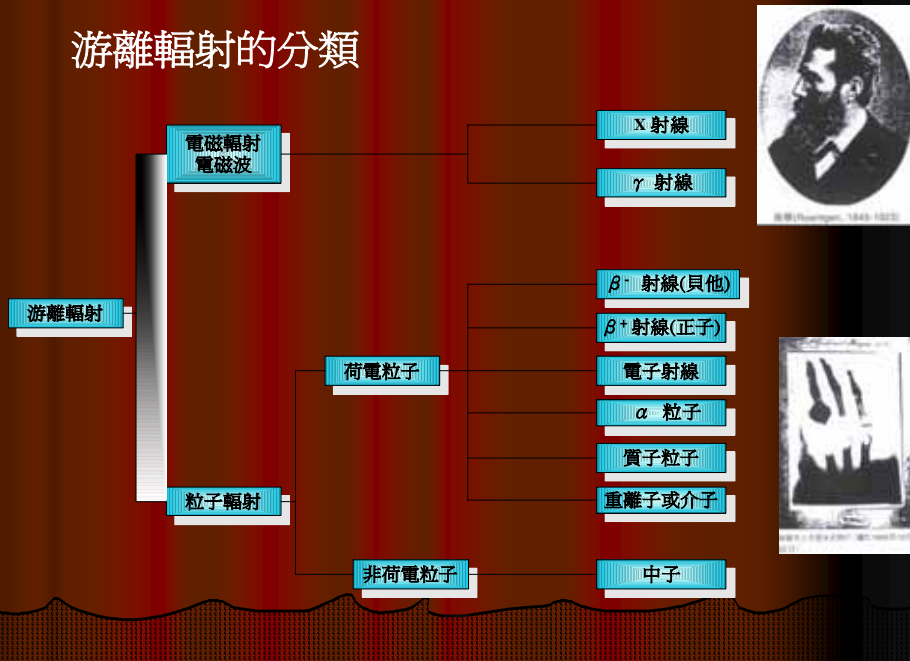 游離輻射的分類
電磁輻射
電磁波
X 射線
γ 射線
游離輻射
粒子輻射
荷電粒子
β⁻ 射線(貝他)
β⁺ 射線(正子)
電子射線
α 粒子
質子粒子
重離子或介子
非荷電粒子
中子
(Roentgen, 1845-1923)